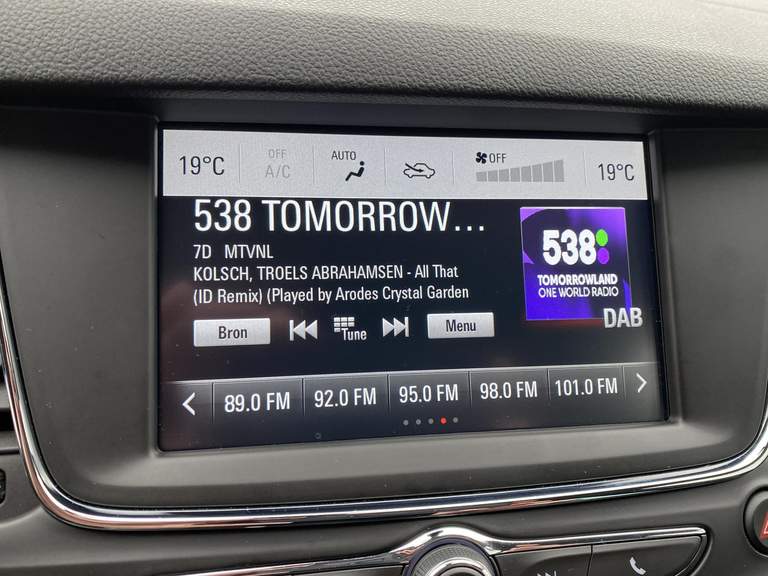 19°C
OFF
A/C
AUTO
OFF
19°C
538 TOMORROW...
7D MTVNL
KOLSCH, TROELS ABRAHAMSEN - All That
(ID Remix) (Played by Arodes Crystal Garden
538
TOMORROWLAND
ONE WORLD RADIO
DAB
Bron
Tune
Menu
89.0 FM
92.0 FM
95.0 FM
98.0 FM
101.0 FM